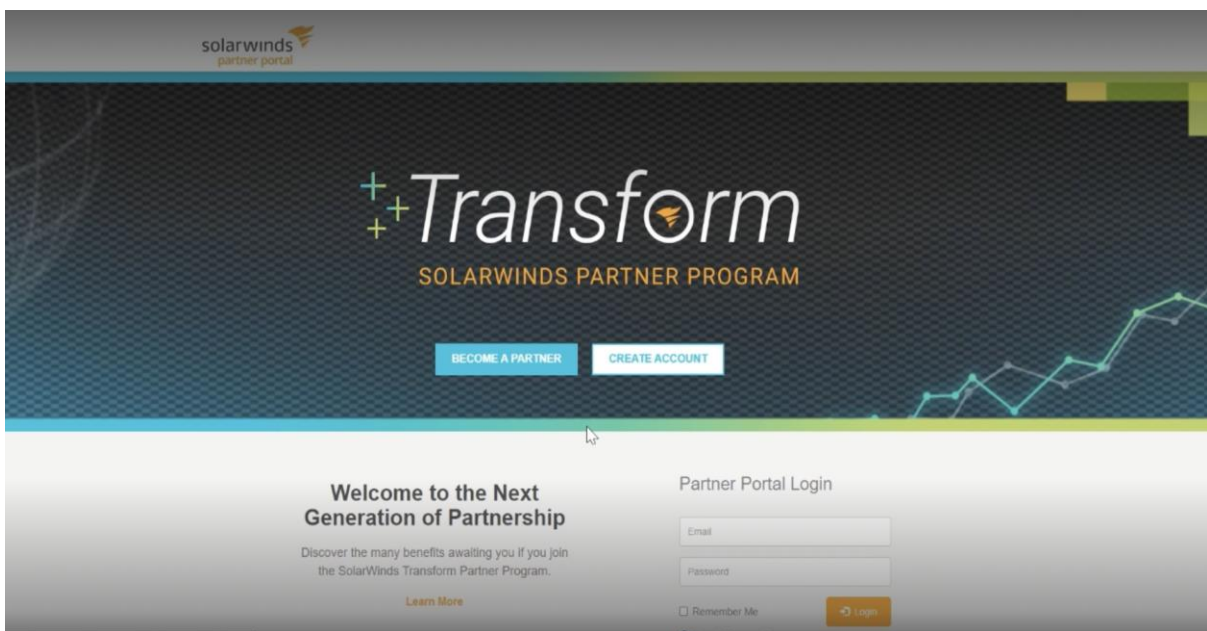 solarwinds
partner portal
Transform
SOLARWINDS PARTNER PROGRAM
BECOME A PARTNER
CREATE ACCOUNT
Welcome to the Next
Generation of Partnership
Discover the many benefits awaiting you if you join
the SolarWinds Transform Partner Program.
Learn More
Partner Portal Login
Email
Password
Remember Me
Login